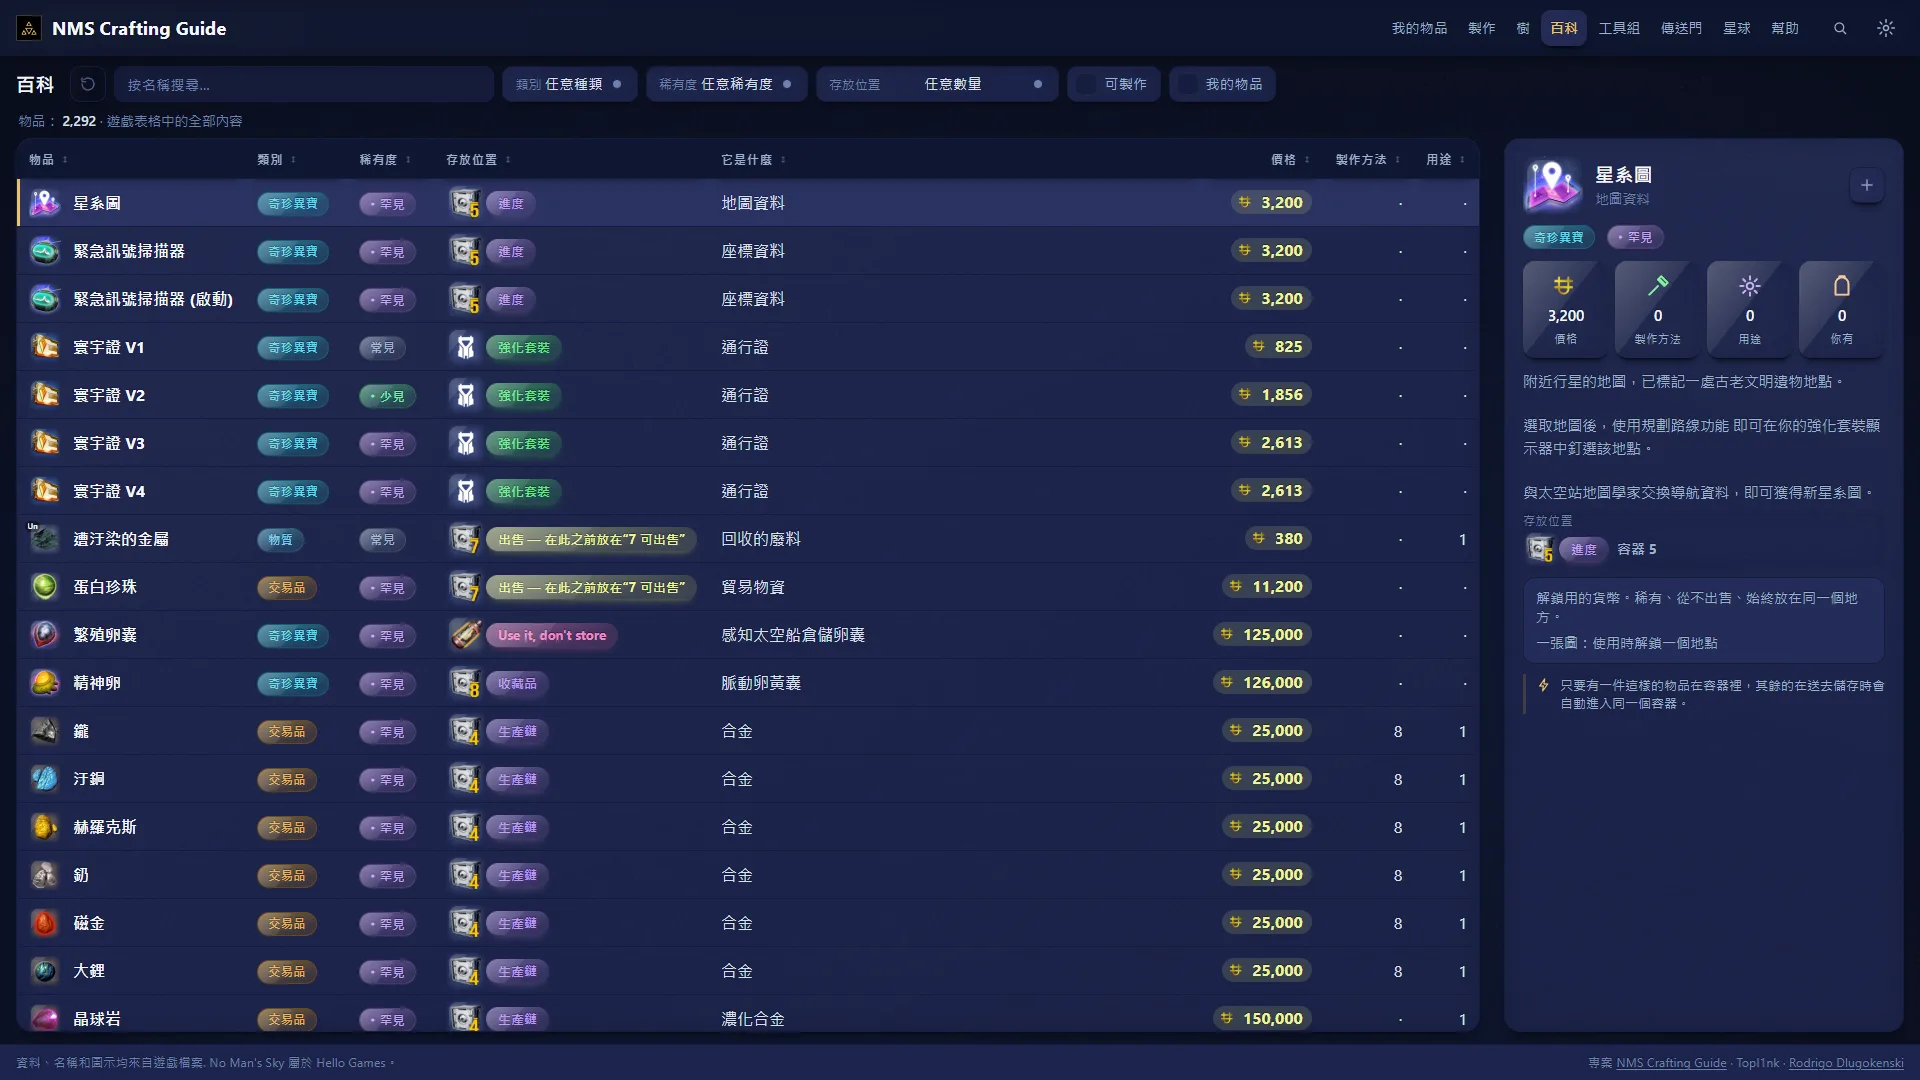 NMS Crafting Guide
我的物品 製作 樹 百科 工具組 傳送門 星球 幫助
百科 按名稱搜尋... 類別 任意種類 稀有度 任意稀有度 存放位置 任意數量 可製作 我的物品
物品： 2,292 · 遊戲表格中的全部內容
物品 類別 稀有度 存放位置 它是什麼 價格 製作方法 用途
星系圖 奇珍異寶 • 罕見 5 進度 地圖資料 3,200 · ·
緊急訊號掃描器 奇珍異寶 • 罕見 5 進度 座標資料 3,200 · ·
緊急訊號掃描器 (啟動) 奇珍異寶 • 罕見 5 進度 座標資料 3,200 · ·
寰宇證 V1 奇珍異寶 常見 強化套裝 通行證 825 · ·
寰宇證 V2 奇珍異寶 • 少見 強化套裝 通行證 1,856 · ·
寰宇證 V3 奇珍異寶 • 罕見 強化套裝 通行證 2,613 · ·
寰宇證 V4 奇珍異寶 • 罕見 強化套裝 通行證 2,613 · ·
Un 遭汙染的金屬 物質 常見 7 出售 — 在此之前放在“7 可出售” 回收的廢料 380 · 1
蛋白珍珠 交易品 • 罕見 7 出售 — 在此之前放在“7 可出售” 貿易物資 11,200 · ·
繁殖卵囊 奇珍異寶 • 罕見 Use it, don't store 感知太空船倉儲卵囊 125,000 · ·
精神卵 奇珍異寶 • 罕見 8 收藏品 脈動卵黃囊 126,000 · ·
鑨 交易品 • 罕見 4 生產鏈 合金 25,000 8 1
汙銅 交易品 • 罕見 4 生產鏈 合金 25,000 8 1
赫羅克斯 交易品 • 罕見 4 生產鏈 合金 25,000 8 1
釖 交易品 • 罕見 4 生產鏈 合金 25,000 8 1
磁金 交易品 • 罕見 4 生產鏈 合金 25,000 8 1
大鋰 交易品 • 罕見 4 生產鏈 合金 25,000 8 1
晶球岩 交易品 • 罕見 4 生產鏈 濃化合金 150,000 · 1
星系圖
地圖資料
+
奇珍異寶 • 罕見
3,200 0 0 0
價格 製作方法 用途 你有
附近行星的地圖，已標記一處古老文明遺物地點。
選取地圖後，使用規劃路線功能 即可在你的強化套裝顯
示器中釘選該地點。
與太空站地圖學家交換導航資料，即可獲得新星系圖。
存放位置
5 進度 容器 5
解鎖用的貨幣。稀有、從不出售、始終放在同一個地
方。
一張圖：使用時解鎖一個地點
只要有一件這樣的物品在容器裡，其餘的在送去儲存時會
自動進入同一個容器。
資料、名稱和圖示均來自遊戲檔案. No Man's Sky 屬於 Hello Games。
專案 NMS Crafting Guide · Topl1nk · Rodrigo Dlugokenski